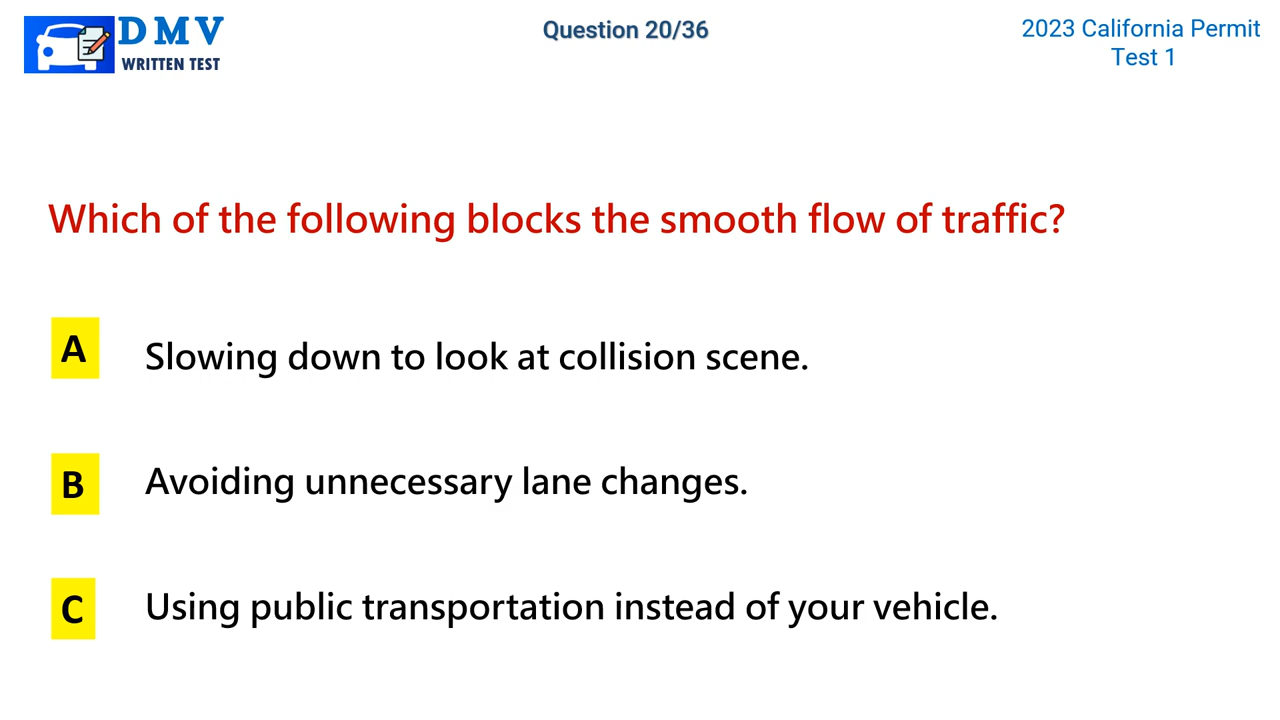 DMV
WRITTEN TEST
Question 20/36
2023 California Permit
Test 1
Which of the following blocks the smooth flow of traffic?
A Slowing down to look at collision scene.
B Avoiding unnecessary lane changes.
C Using public transportation instead of your vehicle.